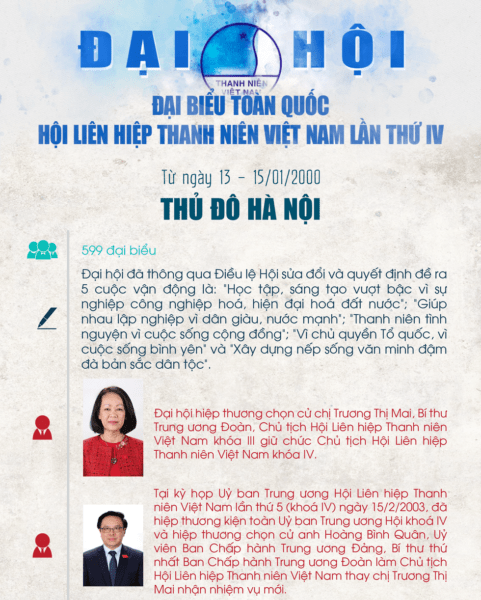 ĐẠI HỘI
THANH NIÊN
VIỆT NAM
ĐẠI BIỂU TOÀN QUỐC
HỘI LIÊN HIỆP THANH NIÊN VIỆT NAM LẦN THỨ IV
Từ ngày 13 - 15/01/2000
THỦ ĐÔ HÀ NỘI
599 đại biểu
Đại hội đã thông qua Điều lệ Hội sửa đổi và quyết định đề ra
5 cuộc vận động là: "Học tập, sáng tạo vượt bậc vì sự
nghiệp công nghiệp hoá, hiện đại hoá đất nước"; "Giúp
nhau lập nghiệp vì dân giàu, nước mạnh"; "Thanh niên tình
nguyện vì cuộc sống cộng đồng"; "Vì chủ quyền Tổ quốc, vì
cuộc sống bình yên" và "Xây dựng nếp sống văn minh đậm
đà bản sắc dân tộc".
Đại hội hiệp thương chọn cử chị Trương Thị Mai, Bí thư
Trung ương Đoàn, Chủ tịch Hội Liên hiệp Thanh niên
Việt Nam khóa III giữ chức Chủ tịch Hội Liên hiệp
Thanh niên Việt Nam khóa IV.
Tại kỳ họp Uỷ ban Trung ương Hội Liên hiệp Thanh
niên Việt Nam lần thứ 5 (khoá IV) ngày 15/2/2003, đã
hiệp thương kiện toàn Uỷ ban Trung ương Hội khoá IV
và hiệp thương chọn cử anh Hoàng Bình Quân, Uỷ
viên Ban Chấp hành Trung ương Đảng, Bí thư thứ
nhất Ban Chấp hành Trung ương Đoàn làm Chủ tịch
Hội Liên hiệp Thanh niên Việt Nam thay chị Trương Thị
Mai nhận nhiệm vụ mới.